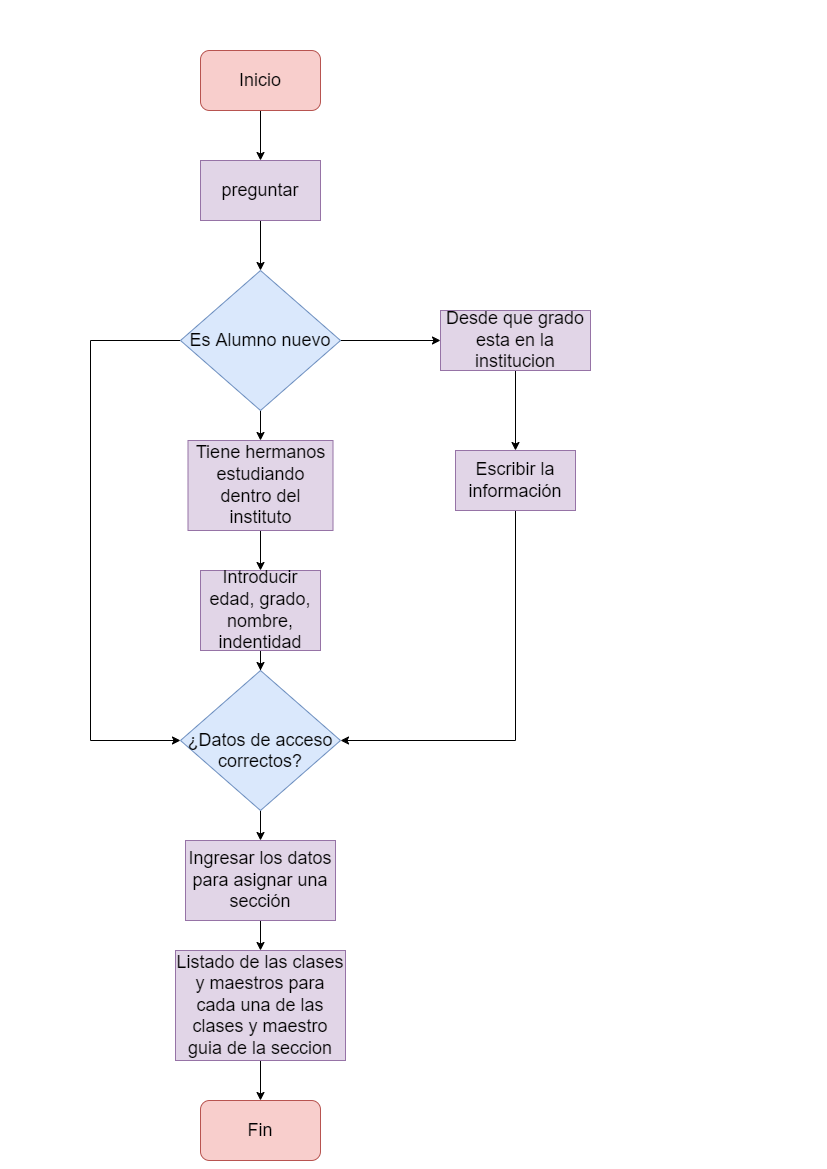 Inicio
preguntar
Es Alumno nuevo
Desde que grado
esta en la
institucion
Tiene hermanos
estudiando
dentro del
instituto
Escribir la
información
Introducir
edad, grado,
nombre,
indentidad
¿Datos de acceso
correctos?
Ingresar los datos
para asignar una
sección
Listado de las clases
y maestros para
cada una de las
clases y maestro
guia de la seccion
Fin